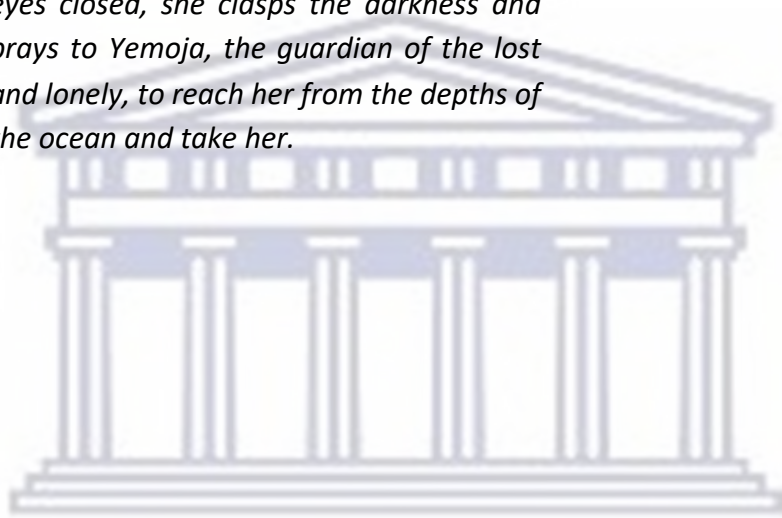 eyes closed, she clasps the darkness and
prays to Yemoja, the guardian of the lost
and lonely, to reach her from the depths of
the ocean and take her.